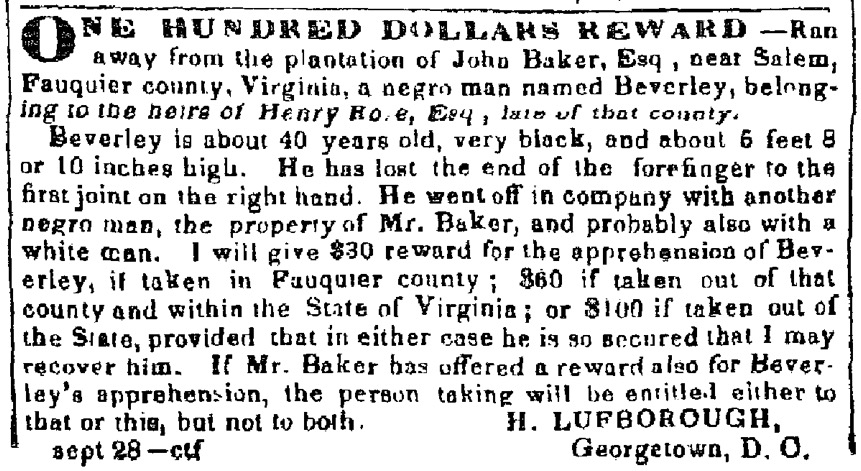 ONE HUNDRED DOLLARS REWARD —Ran
away from the plantation of John Baker, Esq, near Salem,
Fauquier county, Virginia, a negro man named Beverley, belong-
ing to the heirs of Henry Rose, Esq, late of that county.
Beverley is about 40 years old, very black, and about 5 feet 8
or 10 inches high. He has lost the end of the forefinger to the
first joint on the right hand. He went off in company with another
negro man, the property of Mr. Baker, and probably also with a
white man. I will give $30 reward for the apprehension of Bev-
erley, if taken in Fauquier county; $60 if taken out of that
county and within the State of Virginia; or $100 if taken out of
the State, provided that in either case he is so secured that I may
recover him. If Mr. Baker has offered a reward also for Bever-
ley's apprehension, the person taking will be entitled either to
that or this, but not to both. H. LUFBOROUGH,
sept 28—ctf Georgetown, D. C.